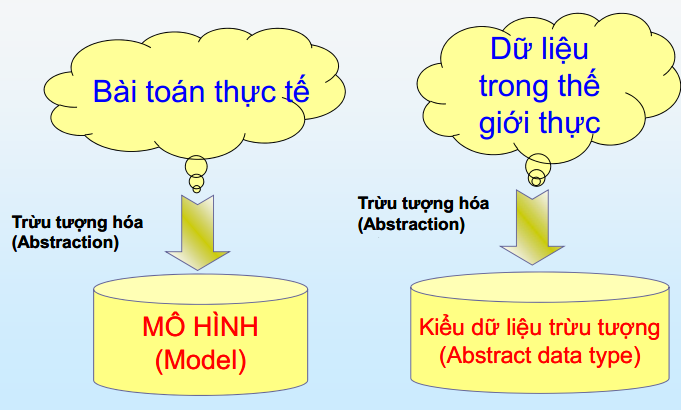 Bài toán thực tế
Trừu tượng hóa
(Abstraction)
MÔ HÌNH
(Model)
Dữ liệu
trong thế
giới thực
Trừu tượng hóa
(Abstraction)
Kiểu dữ liệu trừu tượng
(Abstract data type)